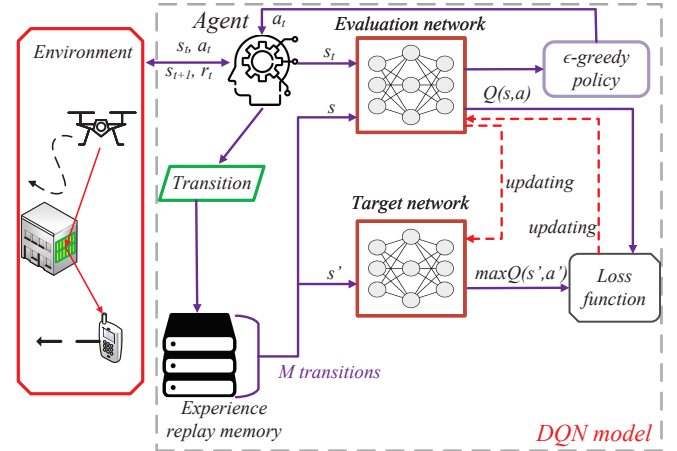 Environment
Agent
a_t
Evaluation network
s_t, a_t
s_{t+1}, r_t
s_t
ϵ-greedy
policy
Q(s,a)
s
Transition
updating
Target network
updating
s'
maxQ(s',a')
Loss
function
M transitions
Experience
replay memory
DQN model